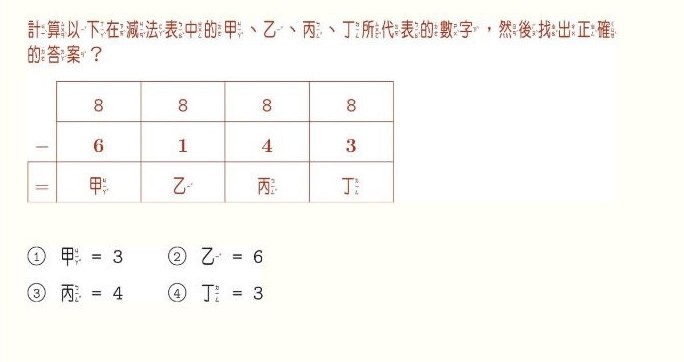 計算以下在減法表中的甲、乙、丙、丁所代表的數字，然後找出正確
的答案？
8 8 8 8
− 6 1 4 3
= 甲 乙 丙 丁
① 甲 = 3 ② 乙 = 6
③ 丙 = 4 ④ 丁 = 3